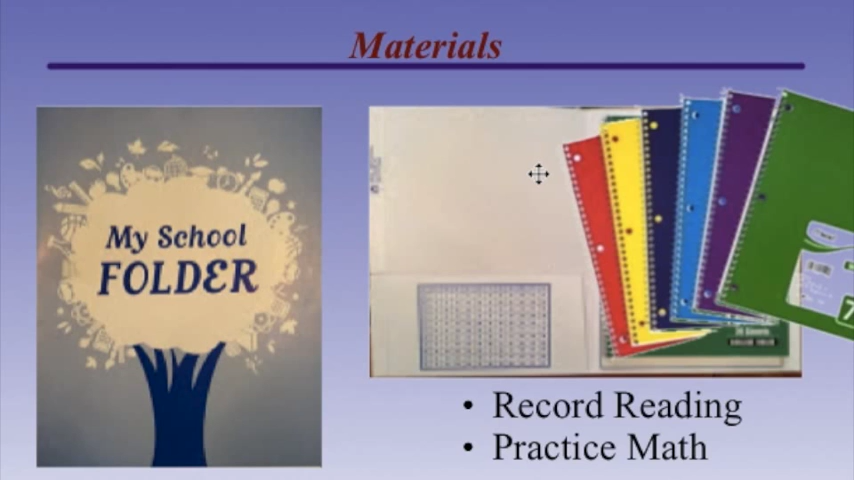 Materials
My School
FOLDER
• Record Reading
• Practice Math